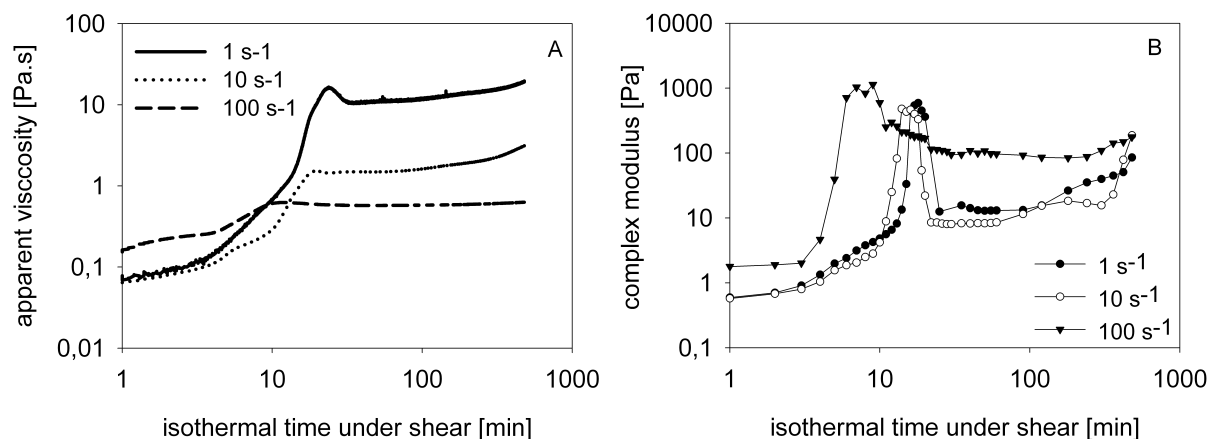 100
10
1
0,1
0,01
apparent visccosity [Pa.s]
1 s-1
10 s-1
100 s-1
A
1
10
100
1000
isothermal time under shear [min]
10000
1000
100
10
1
0,1
complex modulus [Pa]
B
1 s-1
10 s-1
100 s-1
1
10
100
1000
isothermal time under shear [min]